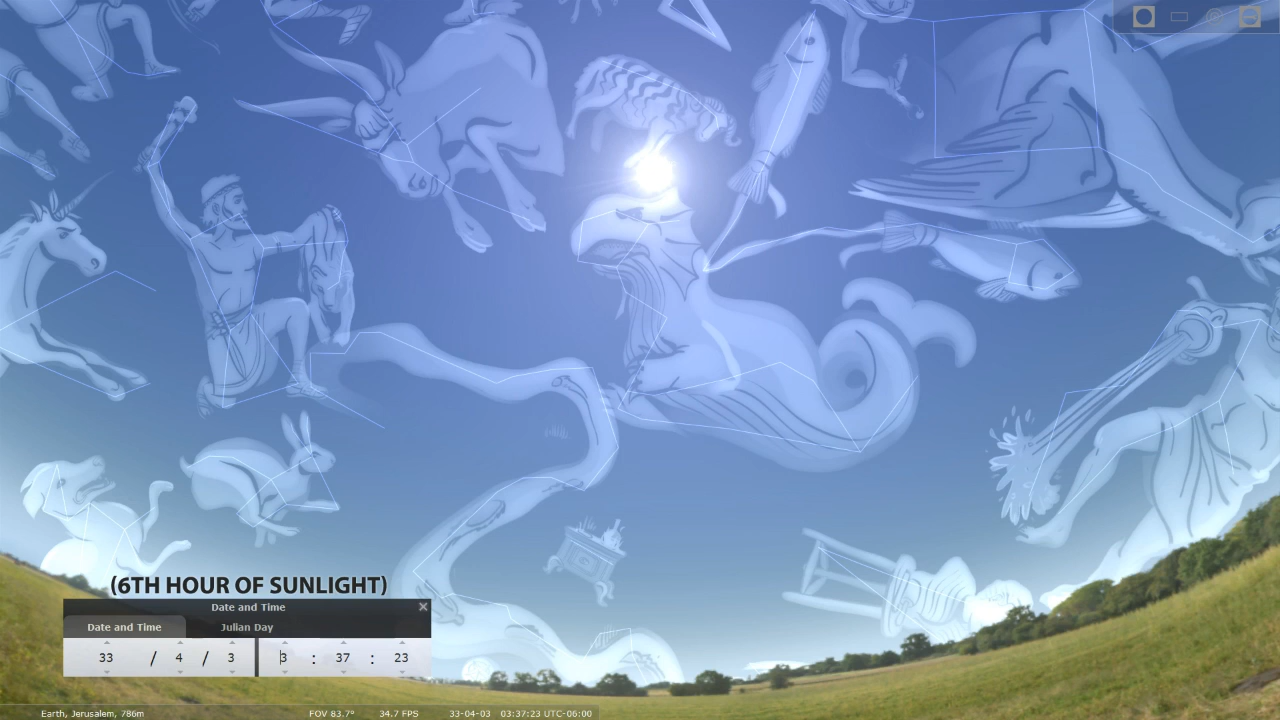 (6TH HOUR OF SUNLIGHT)
Date and Time
Date and Time Julian Day
33 / 4 / 3 3 : 37 : 23
Earth, Jerusalem, 786m FOV 83.7° 34.7 FPS 33-04-03 03:37:23 UTC-06:00